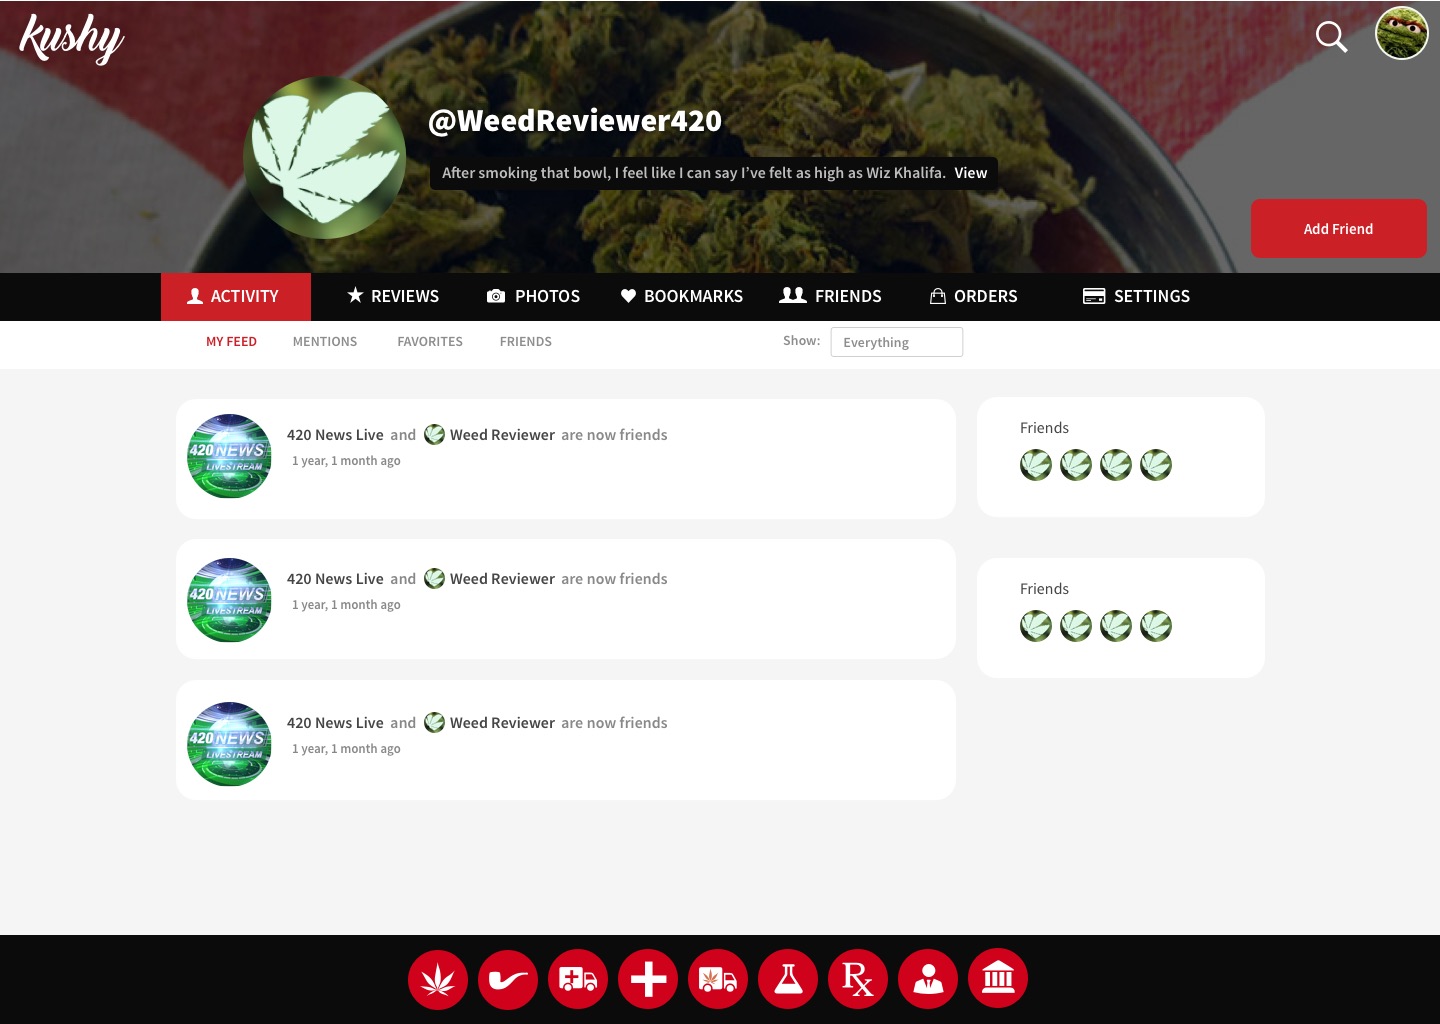 kushy
@WeedReviewer420
After smoking that bowl, I feel like I can say I've felt as high as Wiz Khalifa. View
Add Friend
ACTIVITY REVIEWS PHOTOS BOOKMARKS FRIENDS ORDERS SETTINGS
MY FEED MENTIONS FAVORITES FRIENDS Show: Everything
420 News Live and Weed Reviewer are now friends
1 year, 1 month ago
420 NEWS
LIVESTREAM
Friends
420 News Live and Weed Reviewer are now friends
1 year, 1 month ago
420 NEWS
LIVESTREAM
Friends
420 News Live and Weed Reviewer are now friends
1 year, 1 month ago
420 NEWS
LIVESTREAM
Rx